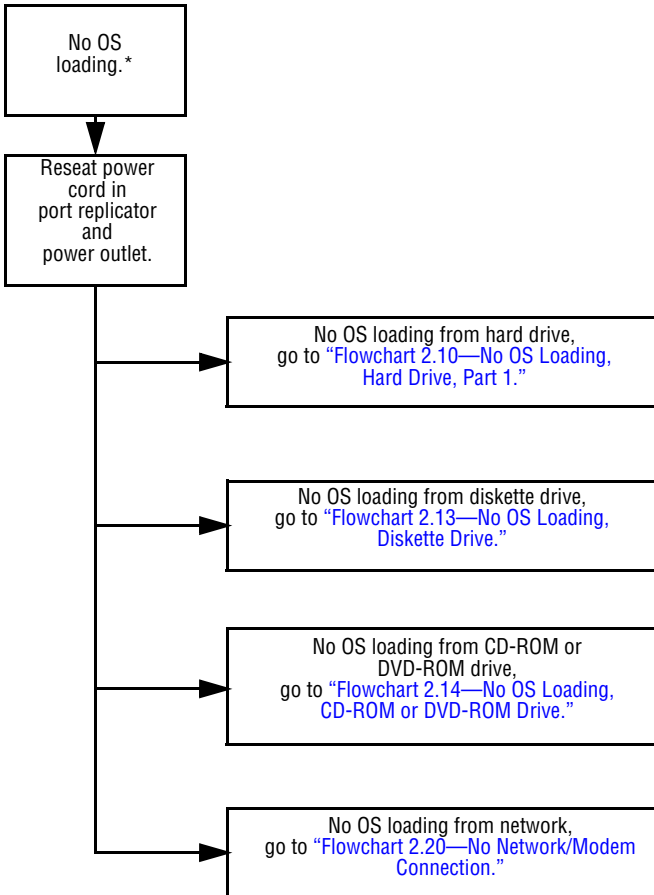 No OS
loading.*
Reseat power
cord in
port replicator
and
power outlet.
No OS loading from hard drive,
go to “Flowchart 2.10—No OS Loading,
Hard Drive, Part 1.”
No OS loading from diskette drive,
go to “Flowchart 2.13—No OS Loading,
Diskette Drive.”
No OS loading from CD-ROM or
DVD-ROM drive,
go to “Flowchart 2.14—No OS Loading,
CD-ROM or DVD-ROM Drive.”
No OS loading from network,
go to “Flowchart 2.20—No Network/Modem
Connection.”